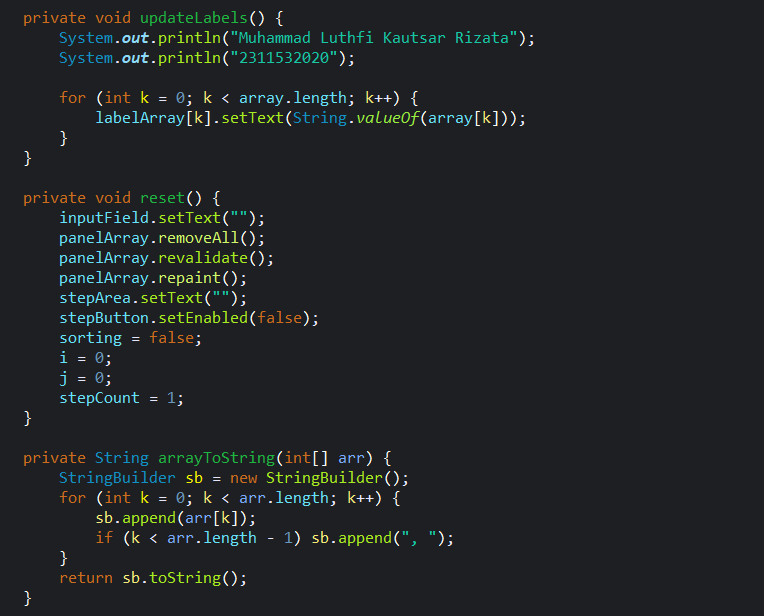 private void updateLabels() {
    System.out.println("Muhammad Luthfi Kautsar Rizata");
    System.out.println("2311532020");

    for (int k = 0; k < array.length; k++) {
        labelArray[k].setText(String.valueOf(array[k]));
    }
}

private void reset() {
    inputField.setText("");
    panelArray.removeAll();
    panelArray.revalidate();
    panelArray.repaint();
    stepArea.setText("");
    stepButton.setEnabled(false);
    sorting = false;
    i = 0;
    j = 0;
    stepCount = 1;
}

private String arrayToString(int[] arr) {
    StringBuilder sb = new StringBuilder();
    for (int k = 0; k < arr.length; k++) {
        sb.append(arr[k]);
        if (k < arr.length - 1) sb.append(", ");
    }
    return sb.toString();
}